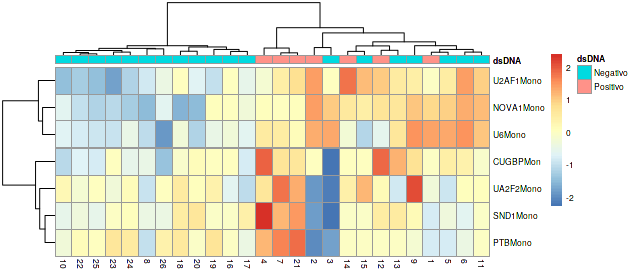 dsDNA
dsDNA
Negativo
Positivo
U2AF1Mono
NOVA1Mono
U6Mono
CUGBPMon
UA2F2Mono
SND1Mono
PTBMono
2
1
0
-1
-2
10 22 25 23 24 8 26 18 20 19 16 17 4 7 21 2 3 14 15 12 13 9 1 5 6 11